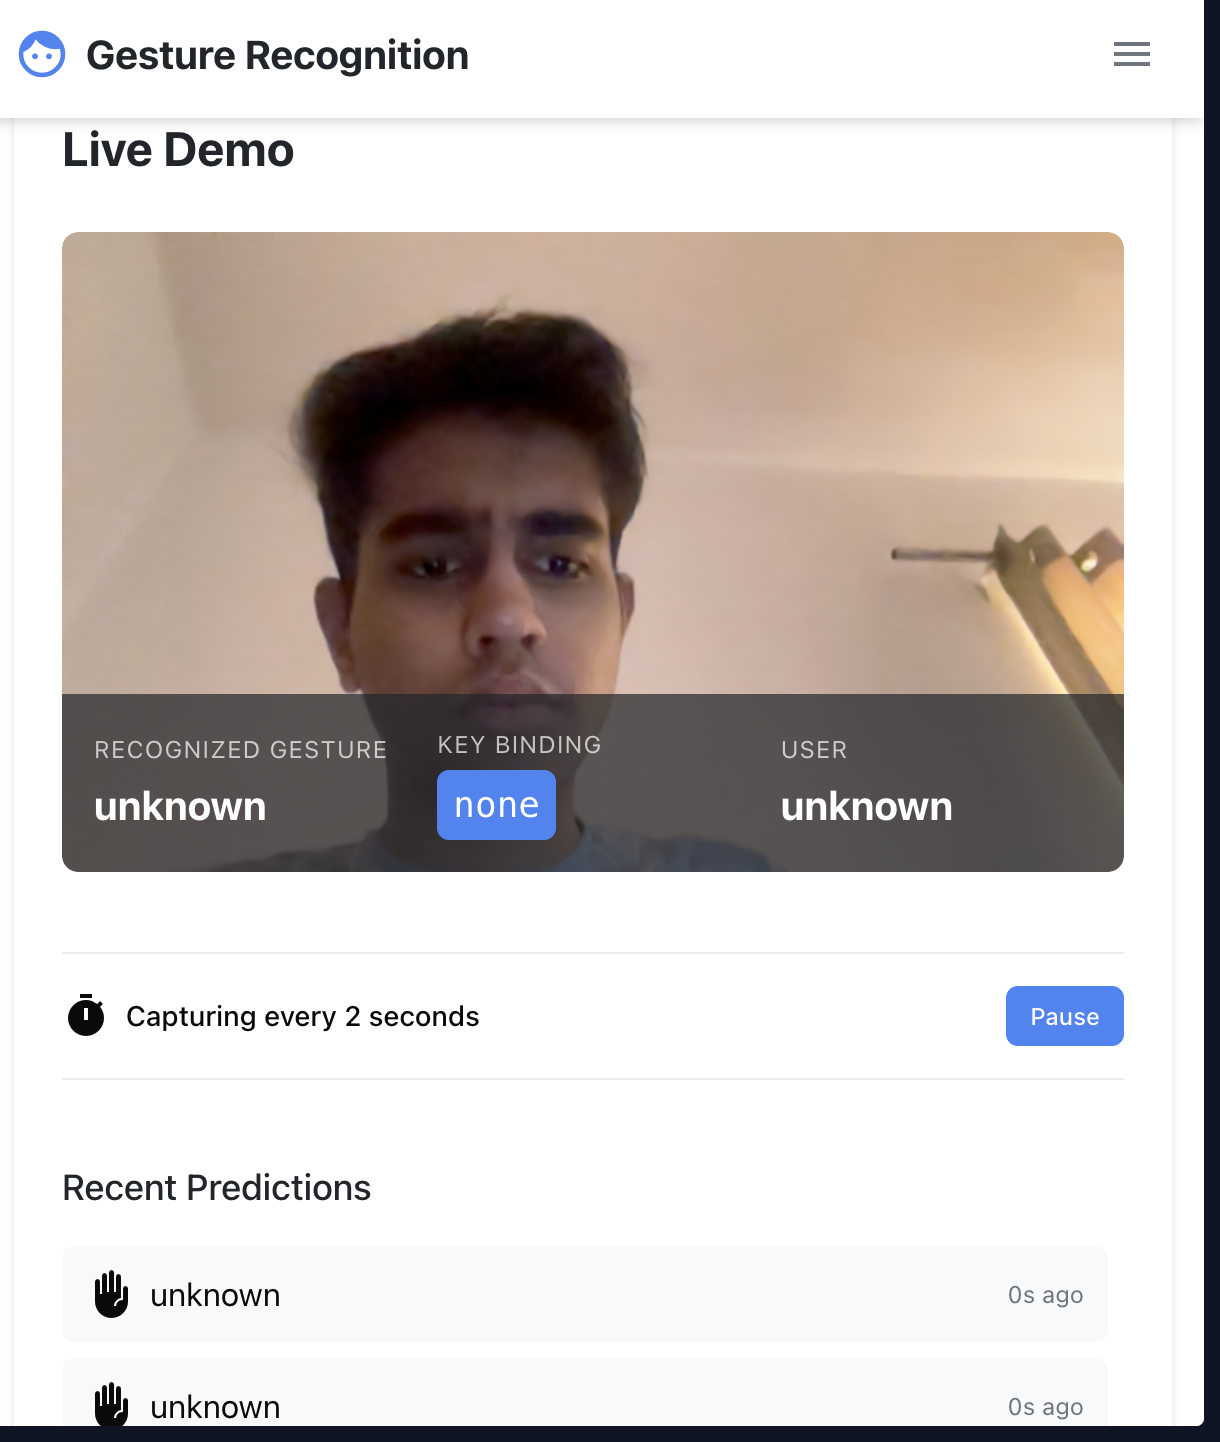 Gesture Recognition
Live Demo
RECOGNIZED GESTURE
unknown
KEY BINDING
none
USER
unknown
Capturing every 2 seconds
Pause
Recent Predictions
unknown
0s ago
unknown
0s ago